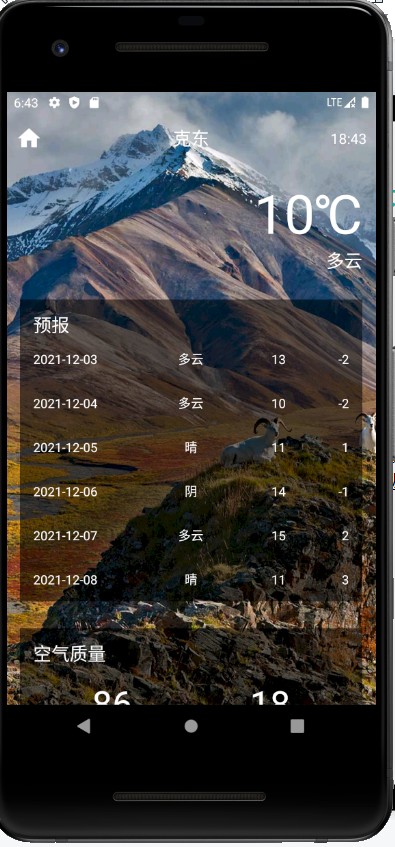 6:43 LTE
克东 18:43
10℃
多云
预报
2021-12-03 多云 13 -2
2021-12-04 多云 10 -2
2021-12-05 晴 11 1
2021-12-06 阴 14 -1
2021-12-07 多云 15 2
2021-12-08 晴 11 3
空气质量
86 18